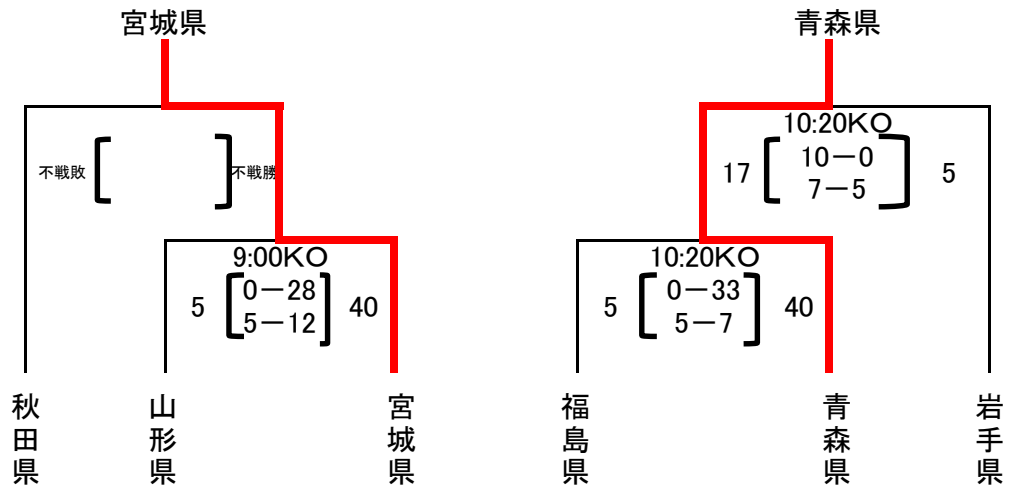 宮城県
青森県
不戦敗
不戦勝
10:20KO
17
10－0
7－5
5
9:00KO
5
0－28
5－12
40
10:20KO
5
0－33
5－7
40
秋田県
山形県
宮城県
福島県
青森県
岩手県